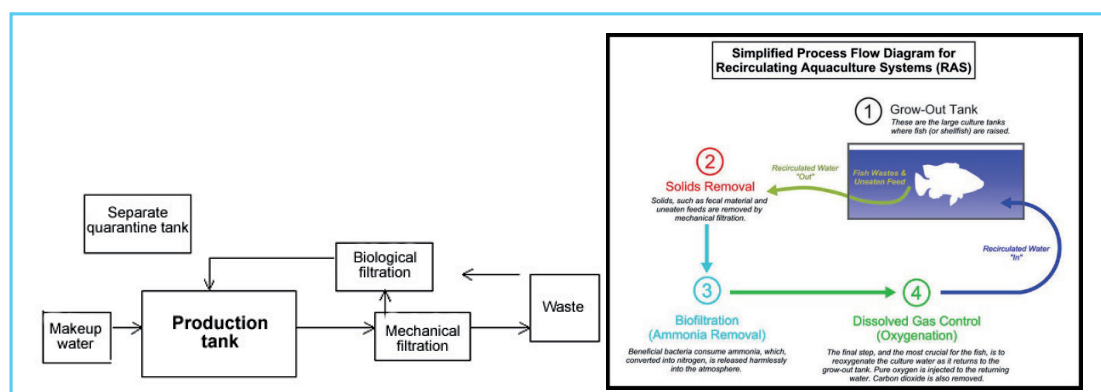 Separate
quarantine tank
Biological
filtration
Makeup
water
Production
tank
Mechanical
filtration
Waste
Simplified Process Flow Diagram for
Recirculating Aquaculture Systems (RAS)
1
Grow-Out Tank
These are the large culture tanks
where fish (or shellfish) are raised.
2
Solids Removal
Solids, such as fecal material and
uneaten feeds are removed by
mechanical filtration.
Recirculated Water
"Out"
Fish Wastes &
Uneaten Feed
Recirculated Water
"In"
3
Biofiltration
(Ammonia Removal)
Beneficial bacteria consume ammonia, which,
converted into nitrogen, is released harmlessly
into the atmosphere.
4
Dissolved Gas Control
(Oxygenation)
The final step, and the most crucial for the fish, is to
reoxygenate the culture water as it returns to the
grow-out tank. Pure oxygen is injected to the returning
water. Carbon dioxide is also removed.